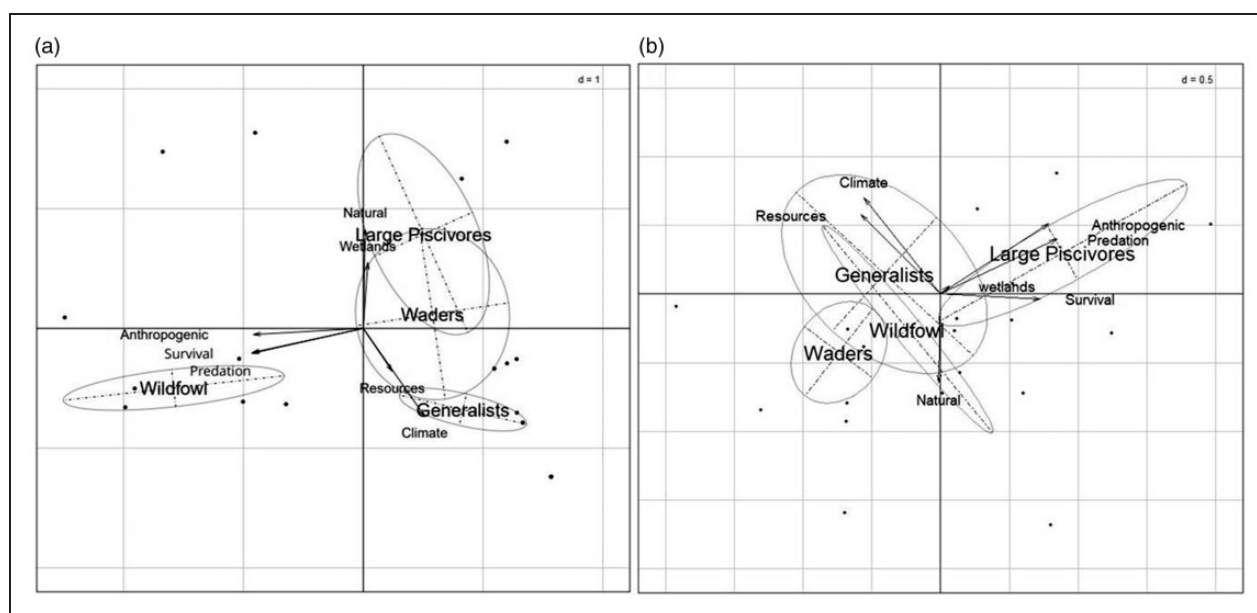 (a)
d = 1
Natural
Large Piscivores
Wetlands
Waders
Anthropogenic
Survival
Predation
Wildfowl
Resources
Generalists
Climate
(b)
d = 0.5
Climate
Resources
Anthropogenic
Predation
Large Piscivores
Generalists
wetlands
Survival
Wildfowl
Waders
Natural